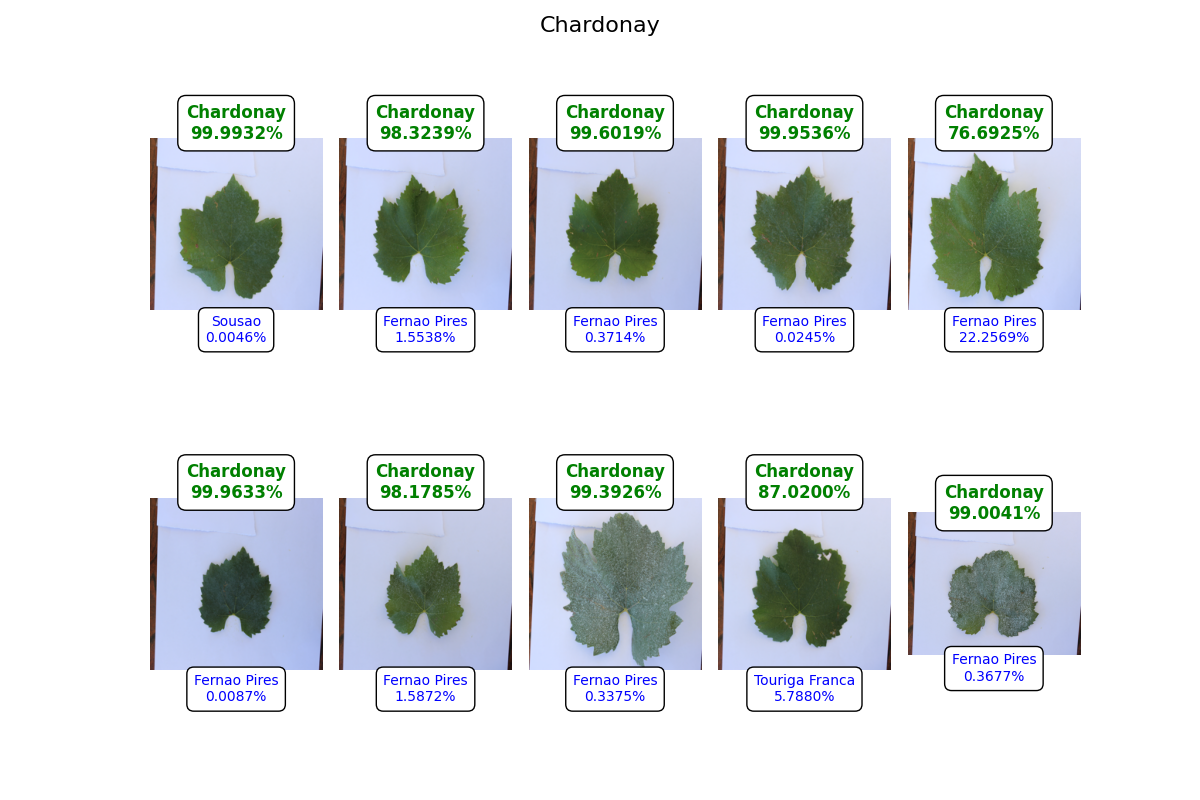 Chardonay
Chardonay
99.9932%
Chardonay
98.3239%
Chardonay
99.6019%
Chardonay
99.9536%
Chardonay
76.6925%
Sousao
0.0046%
Fernao Pires
1.5538%
Fernao Pires
0.3714%
Fernao Pires
0.0245%
Fernao Pires
22.2569%
Chardonay
99.9633%
Chardonay
98.1785%
Chardonay
99.3926%
Chardonay
87.0200%
Chardonay
99.0041%
Fernao Pires
0.0087%
Fernao Pires
1.5872%
Fernao Pires
0.3375%
Touriga Franca
5.7880%
Fernao Pires
0.3677%